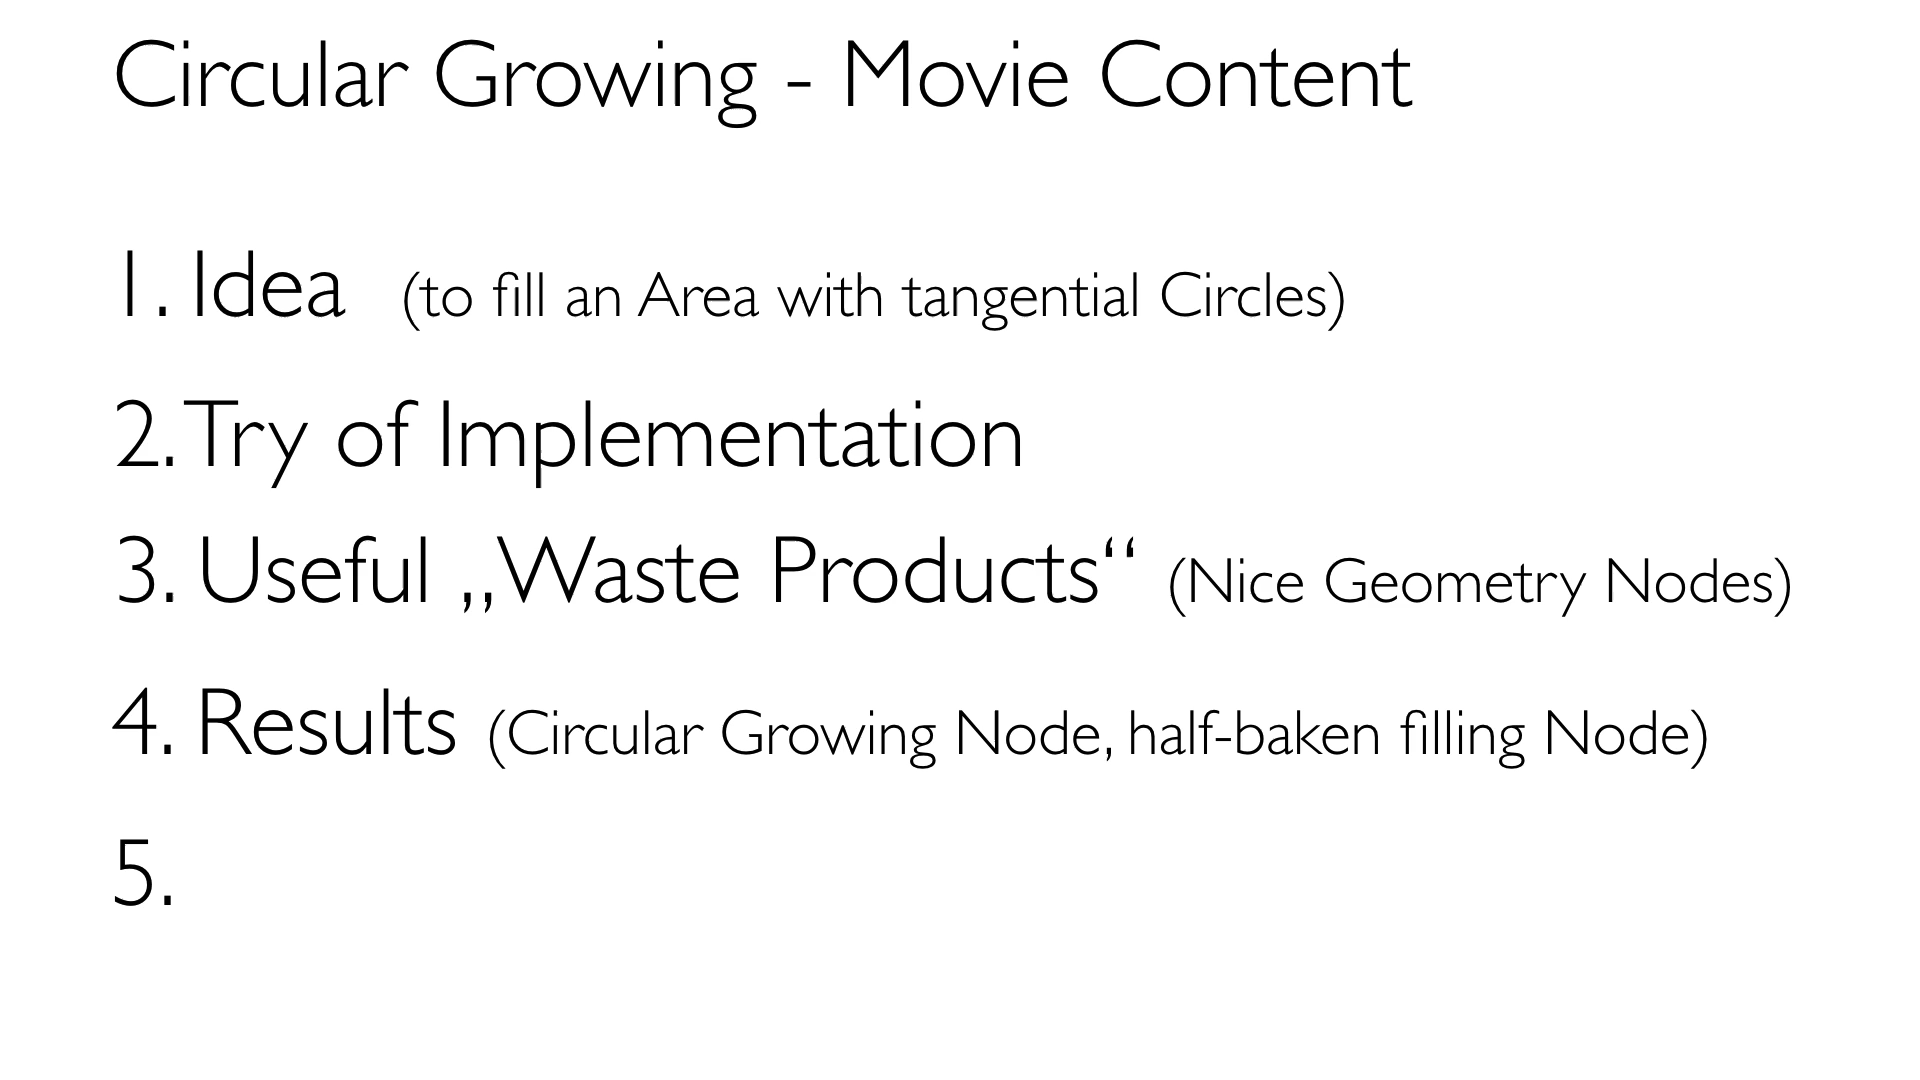 Circular Growing - Movie Content
1. Idea (to fill an Area with tangential Circles)
2. Try of Implementation
3. Useful „Waste Products“ (Nice Geometry Nodes)
4. Results (Circular Growing Node, half-baken filling Node)
5.